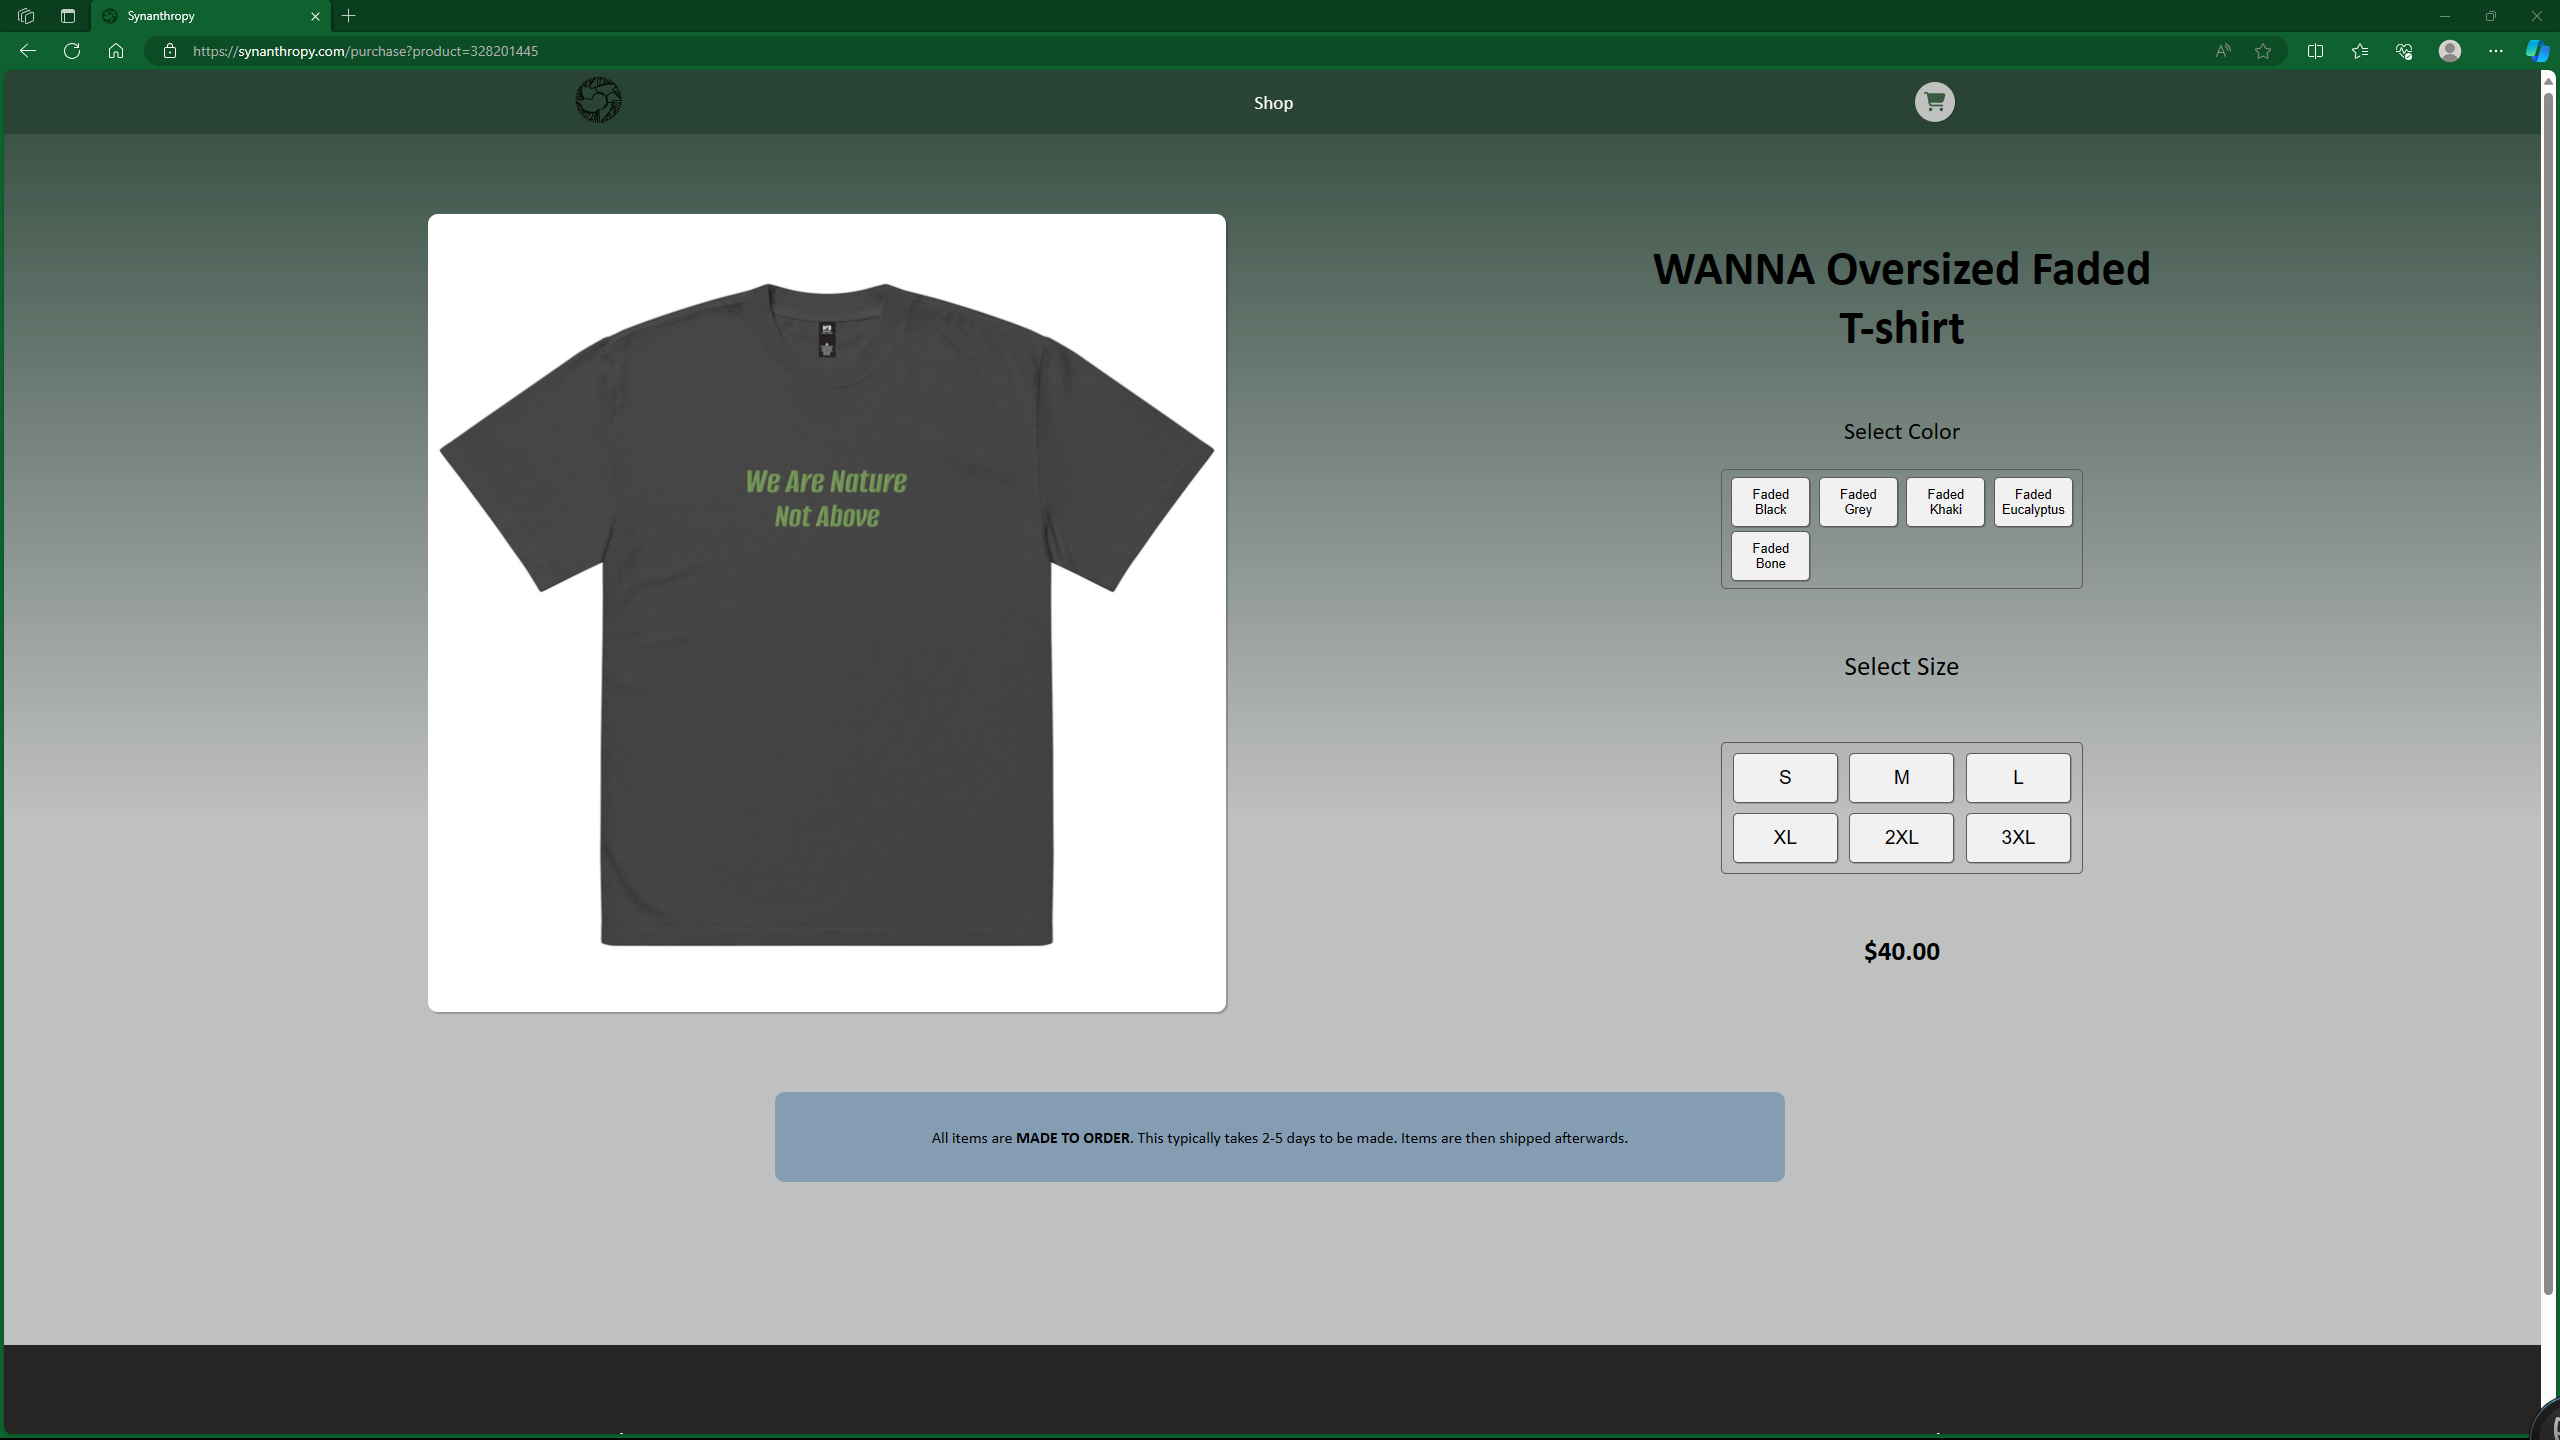 Synanthropy
https://synanthropy.com/purchase?product=328201445
Shop
We Are Nature
Not Above
WANNA Oversized Faded
T-shirt
Select Color
Faded
Black
Faded
Grey
Faded
Khaki
Faded
Eucalyptus
Faded
Bone
Select Size
S
M
L
XL
2XL
3XL
$40.00
All items are MADE TO ORDER. This typically takes 2-5 days to be made. Items are then shipped afterwards.